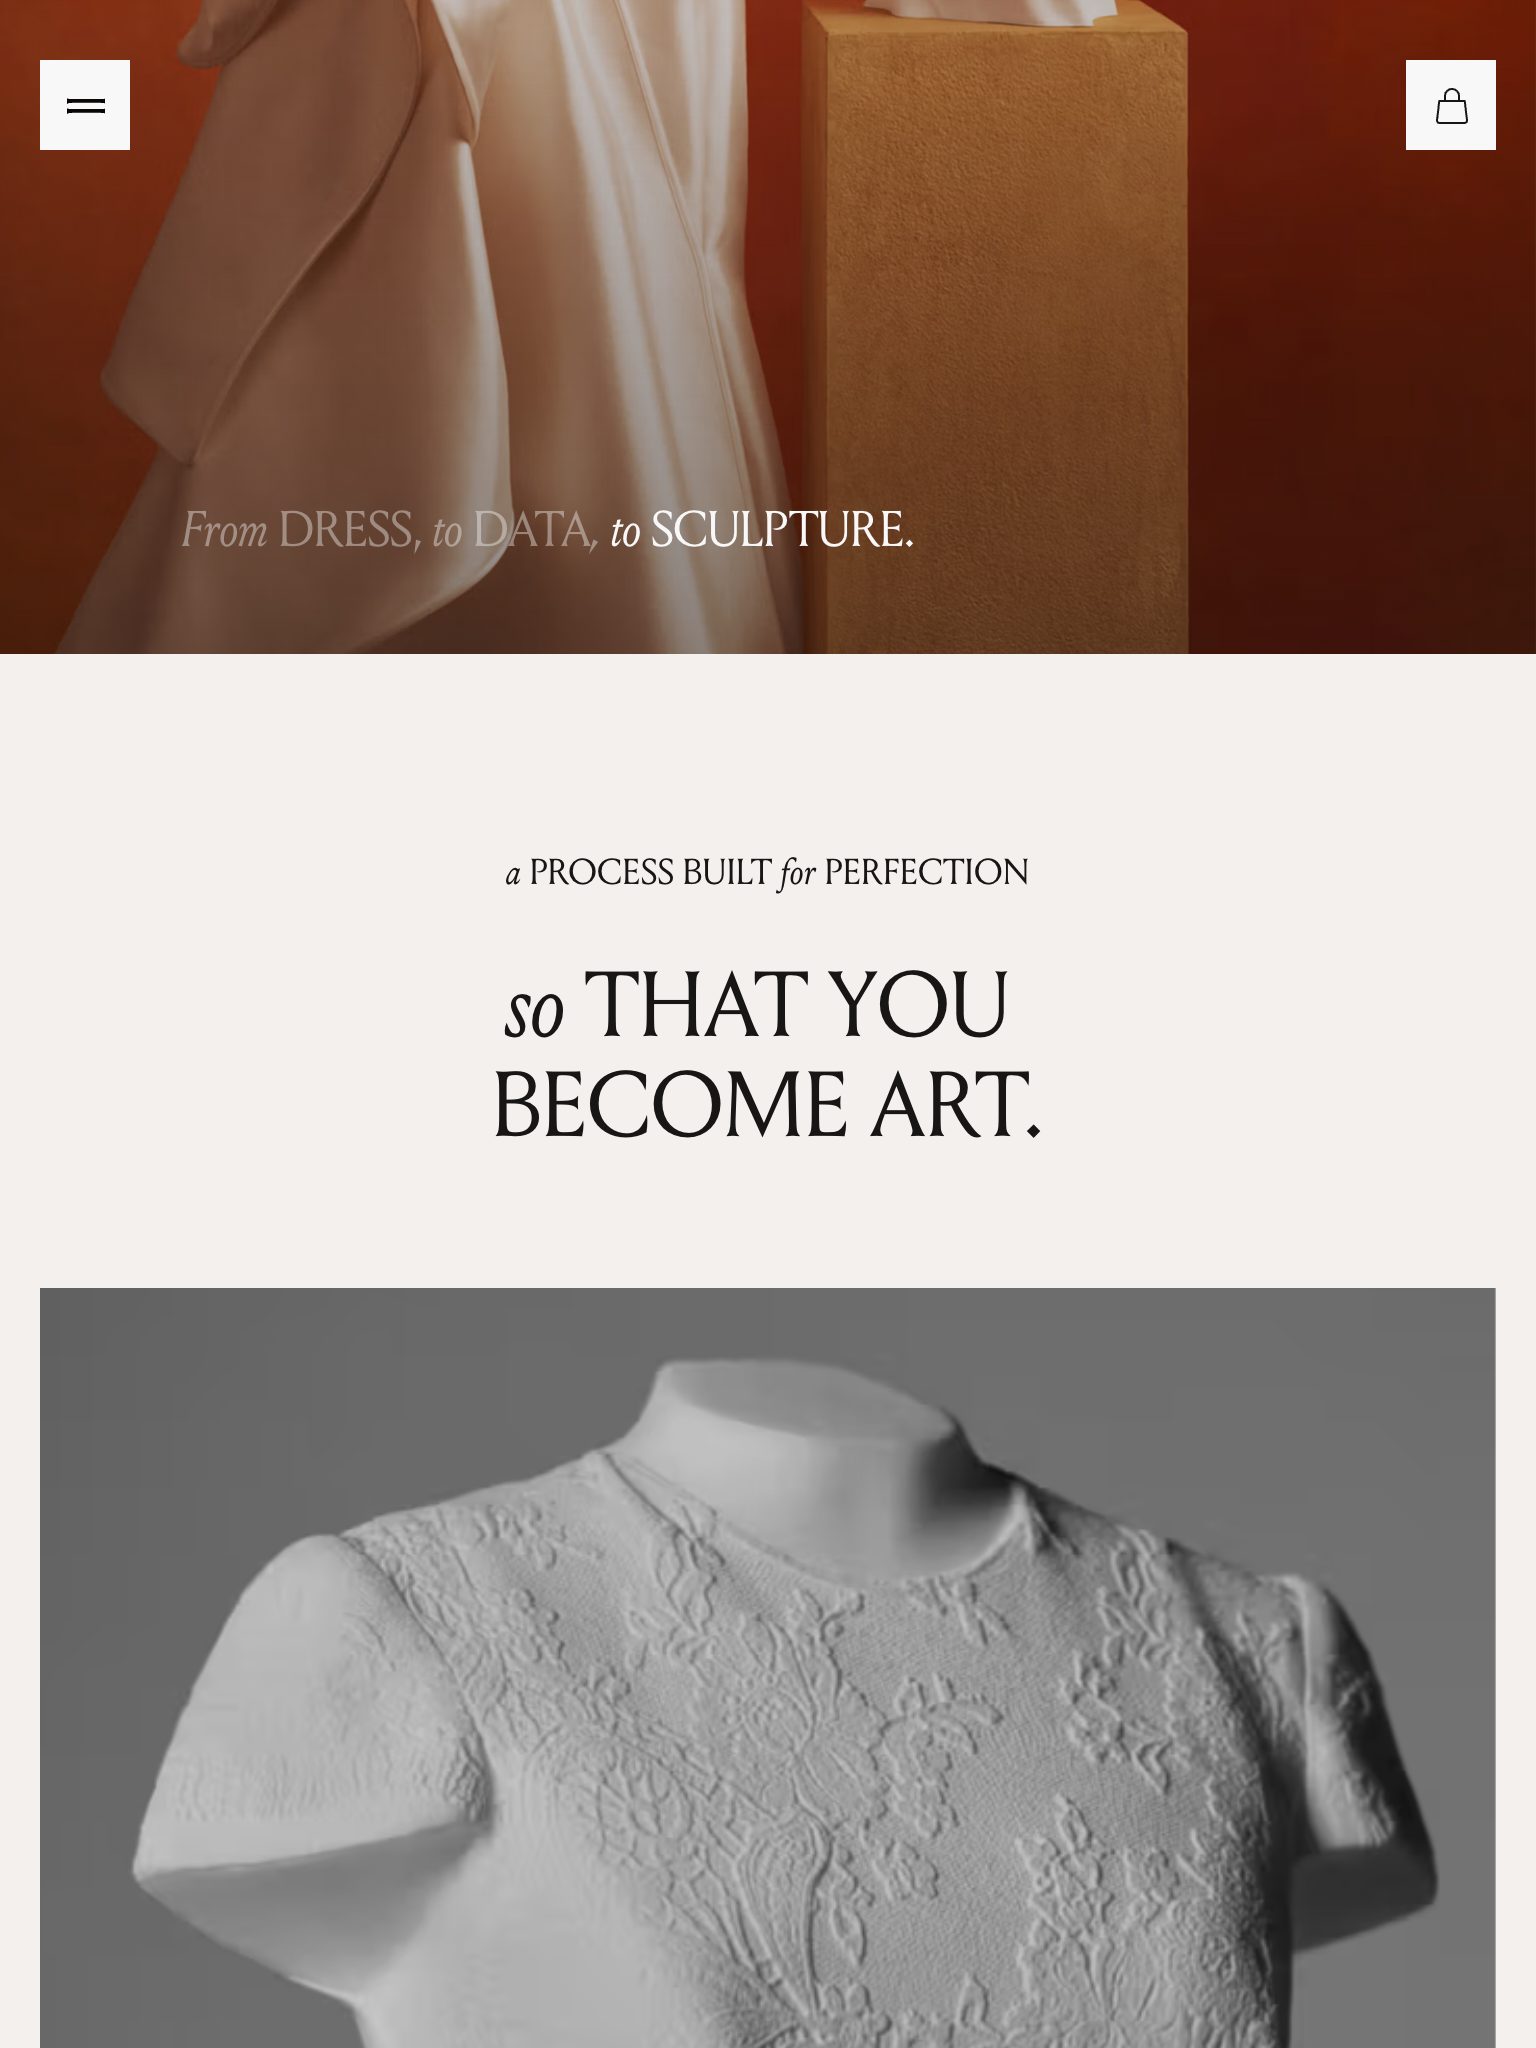 From DRESS, to DATA, to SCULPTURE.
a PROCESS BUILT for PERFECTION
so THAT YOU
BECOME ART.